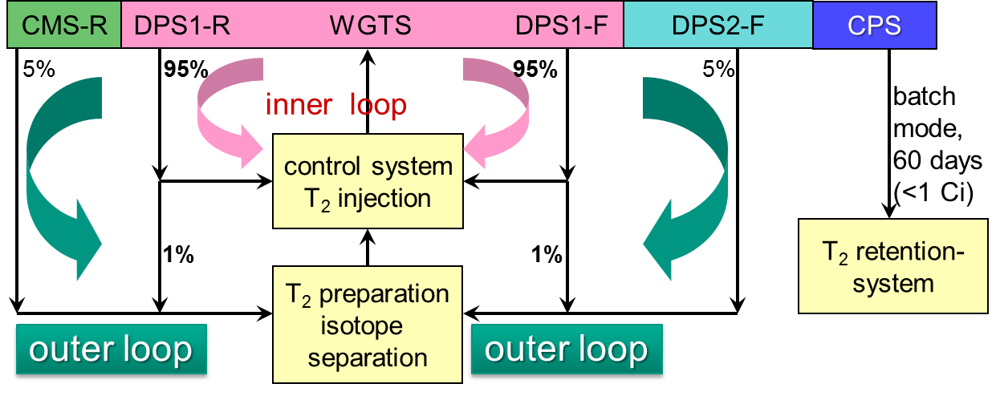 CMS-R DPS1-R WGTS DPS1-F DPS2-F CPS
5% 95% 95% 5%
inner loop
batch
mode,
60 days
(<1 Ci)
control system
T₂ injection
1% 1%
T₂ retention-
system
T₂ preparation
isotope
separation
outer loop outer loop